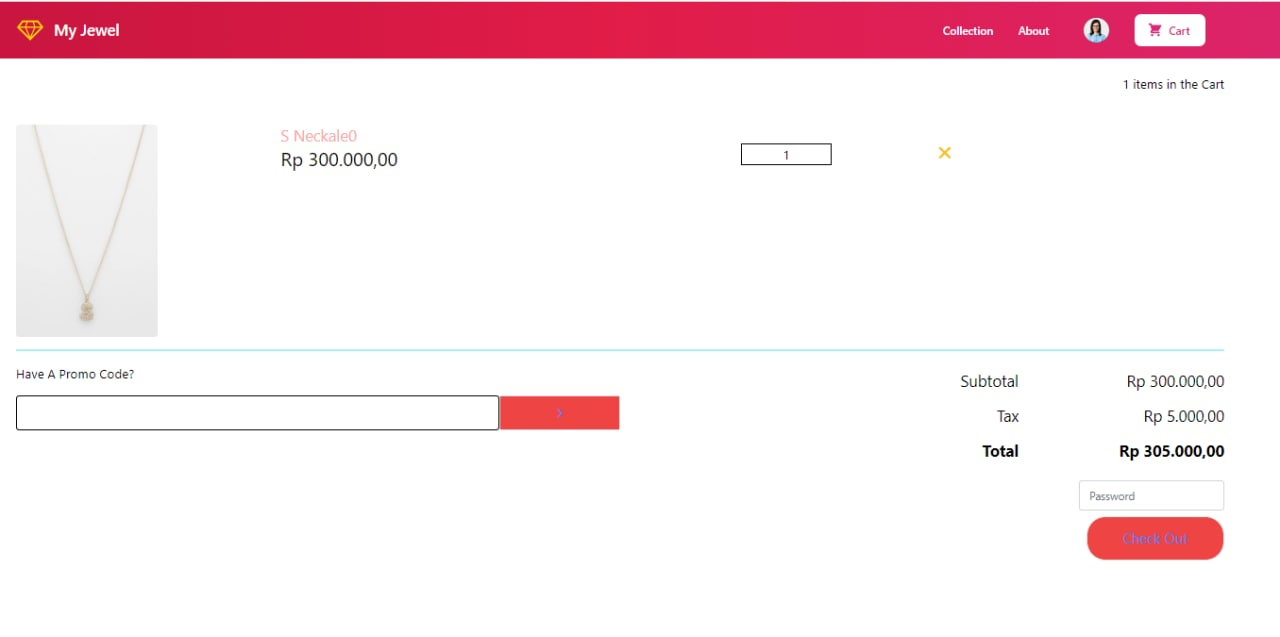 My Jewel
Collection
About
Cart
1 items in the Cart
S Neckale0
Rp 300.000,00
1
Have A Promo Code?
Subtotal
Rp 300.000,00
Tax
Rp 5.000,00
Total
Rp 305.000,00
Password
Check Out